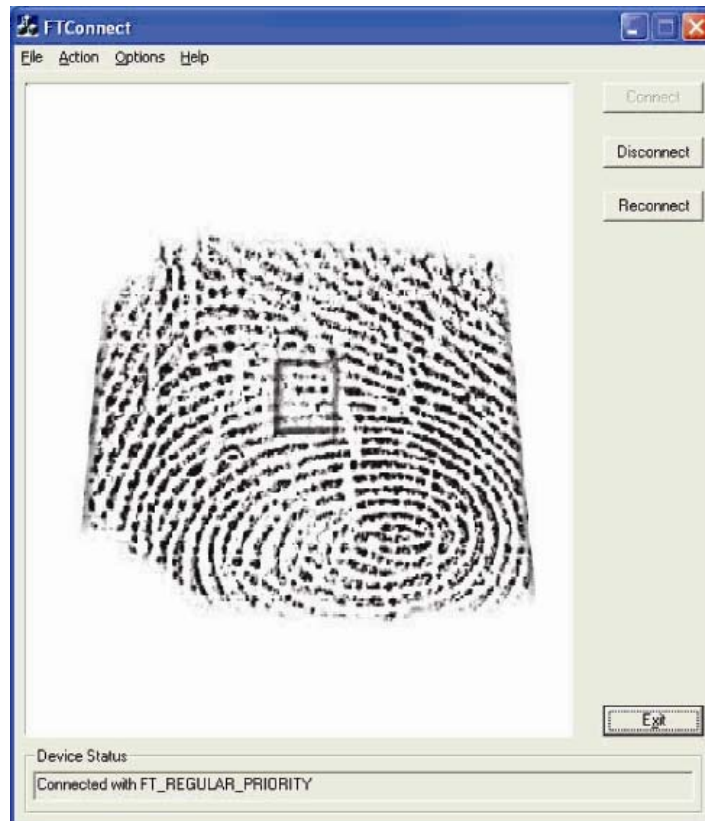 FTConnect
File Action Options Help
Connect
Disconnect
Reconnect
Exit
Device Status
Connected with FT_REGULAR_PRIORITY